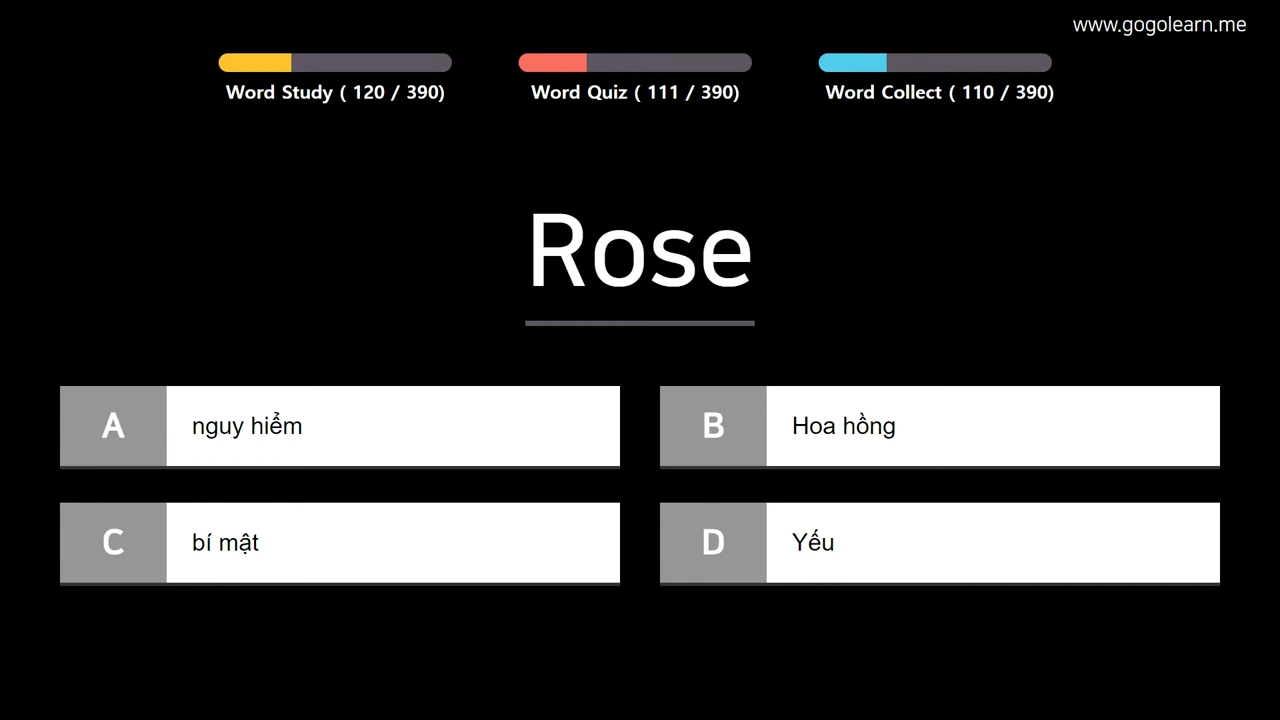 www.gogolearn.me
Word Study ( 120 / 390)
Word Quiz ( 111 / 390)
Word Collect ( 110 / 390)
Rose
A nguy hiểm
B Hoa hồng
C bí mật
D Yếu